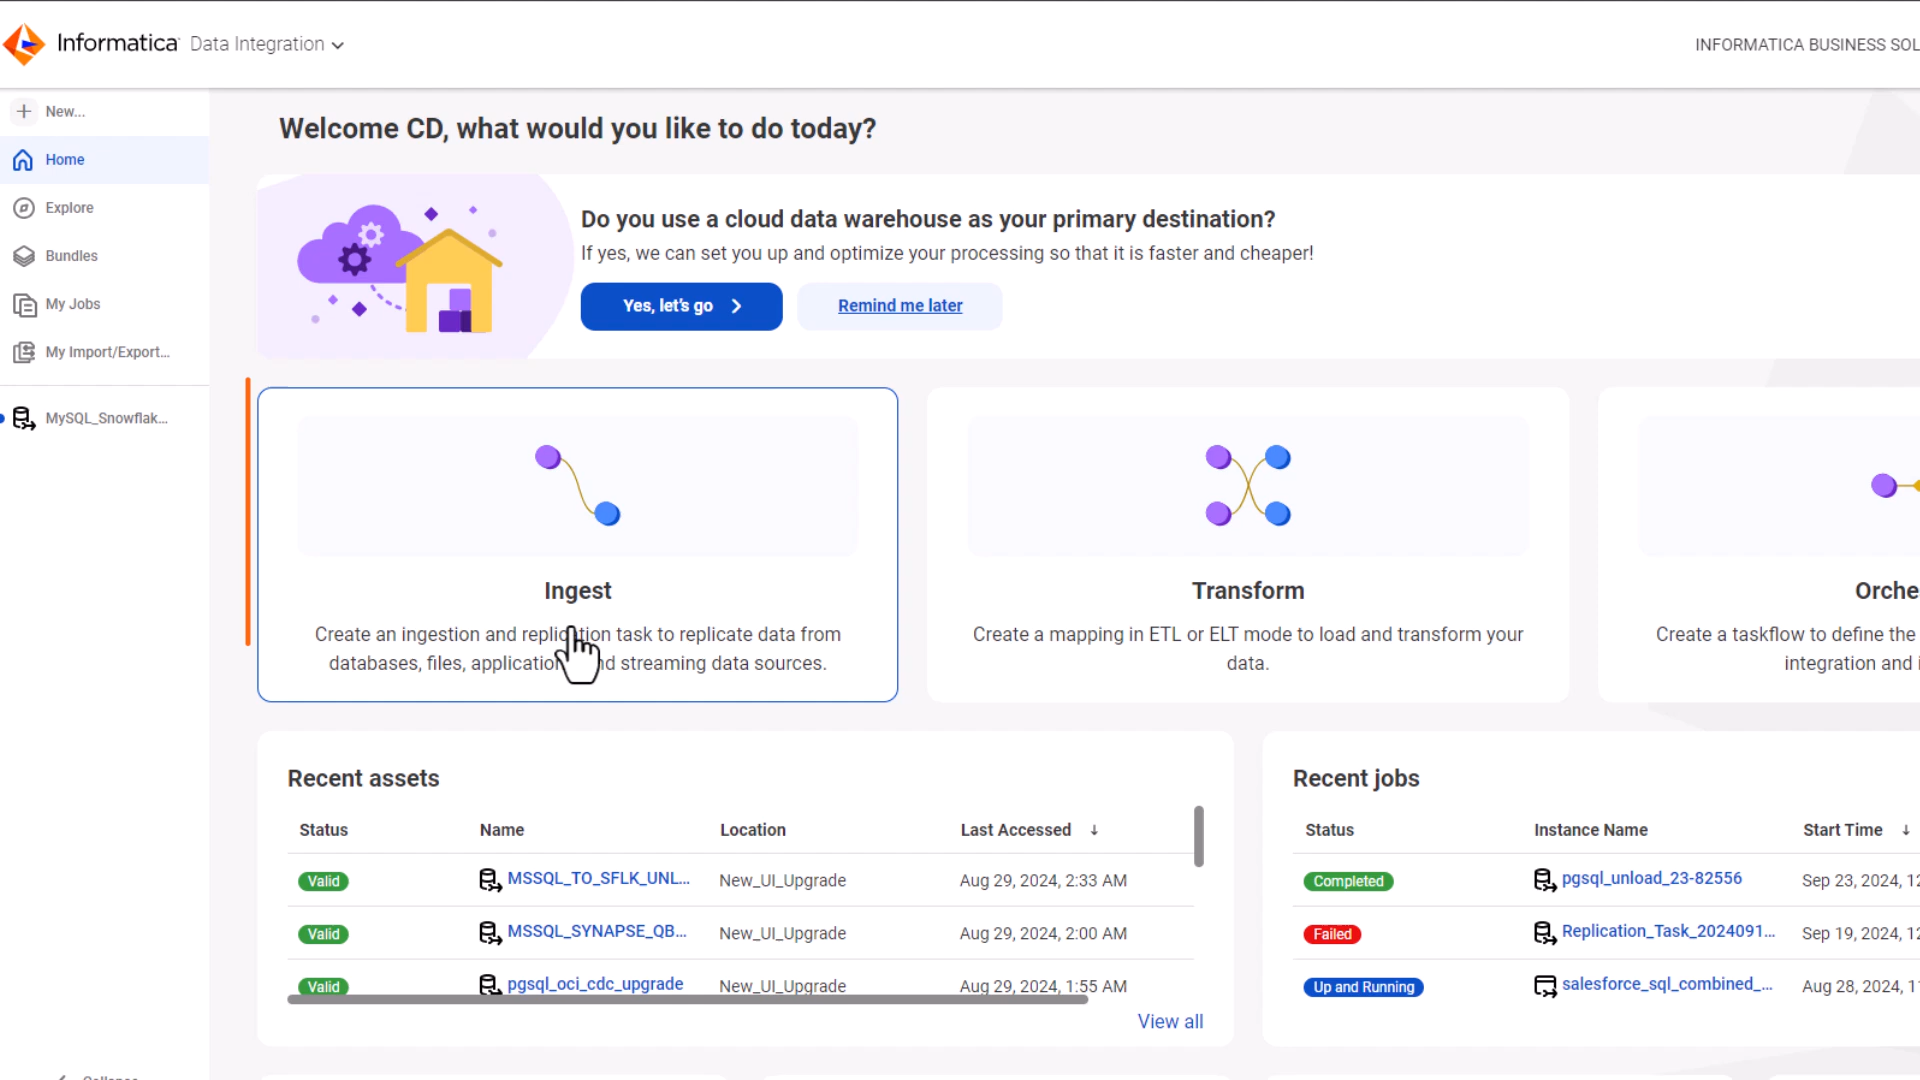 Informatica Data Integration
INFORMATICA BUSINESS SOL
New...
Home
Explore
Bundles
My Jobs
My Import/Export...
MySQL_Snowflak...
Welcome CD, what would you like to do today?
Do you use a cloud data warehouse as your primary destination?
If yes, we can set you up and optimize your processing so that it is faster and cheaper!
Yes, let's go
Remind me later
Ingest
Create an ingestion and replication task to replicate data from
databases, files, application nd streaming data sources.
Transform
Create a mapping in ETL or ELT mode to load and transform your
data.
Orche
Create a taskflow to define the
integration and i
Recent assets
Status Name Location Last Accessed ↓
Valid MSSQL_TO_SFLK_UNL... New_UI_Upgrade Aug 29, 2024, 2:33 AM
Valid MSSQL_SYNAPSE_QB... New_UI_Upgrade Aug 29, 2024, 2:00 AM
Valid pgsql_oci_cdc_upgrade New_UI_Upgrade Aug 29, 2024, 1:55 AM
View all
Recent jobs
Status Instance Name Start Time ↓
Completed pgsql_unload_23-82556 Sep 23, 2024, 12
Failed Replication_Task_2024091... Sep 19, 2024, 12
Up and Running salesforce_sql_combined_... Aug 28, 2024, 1